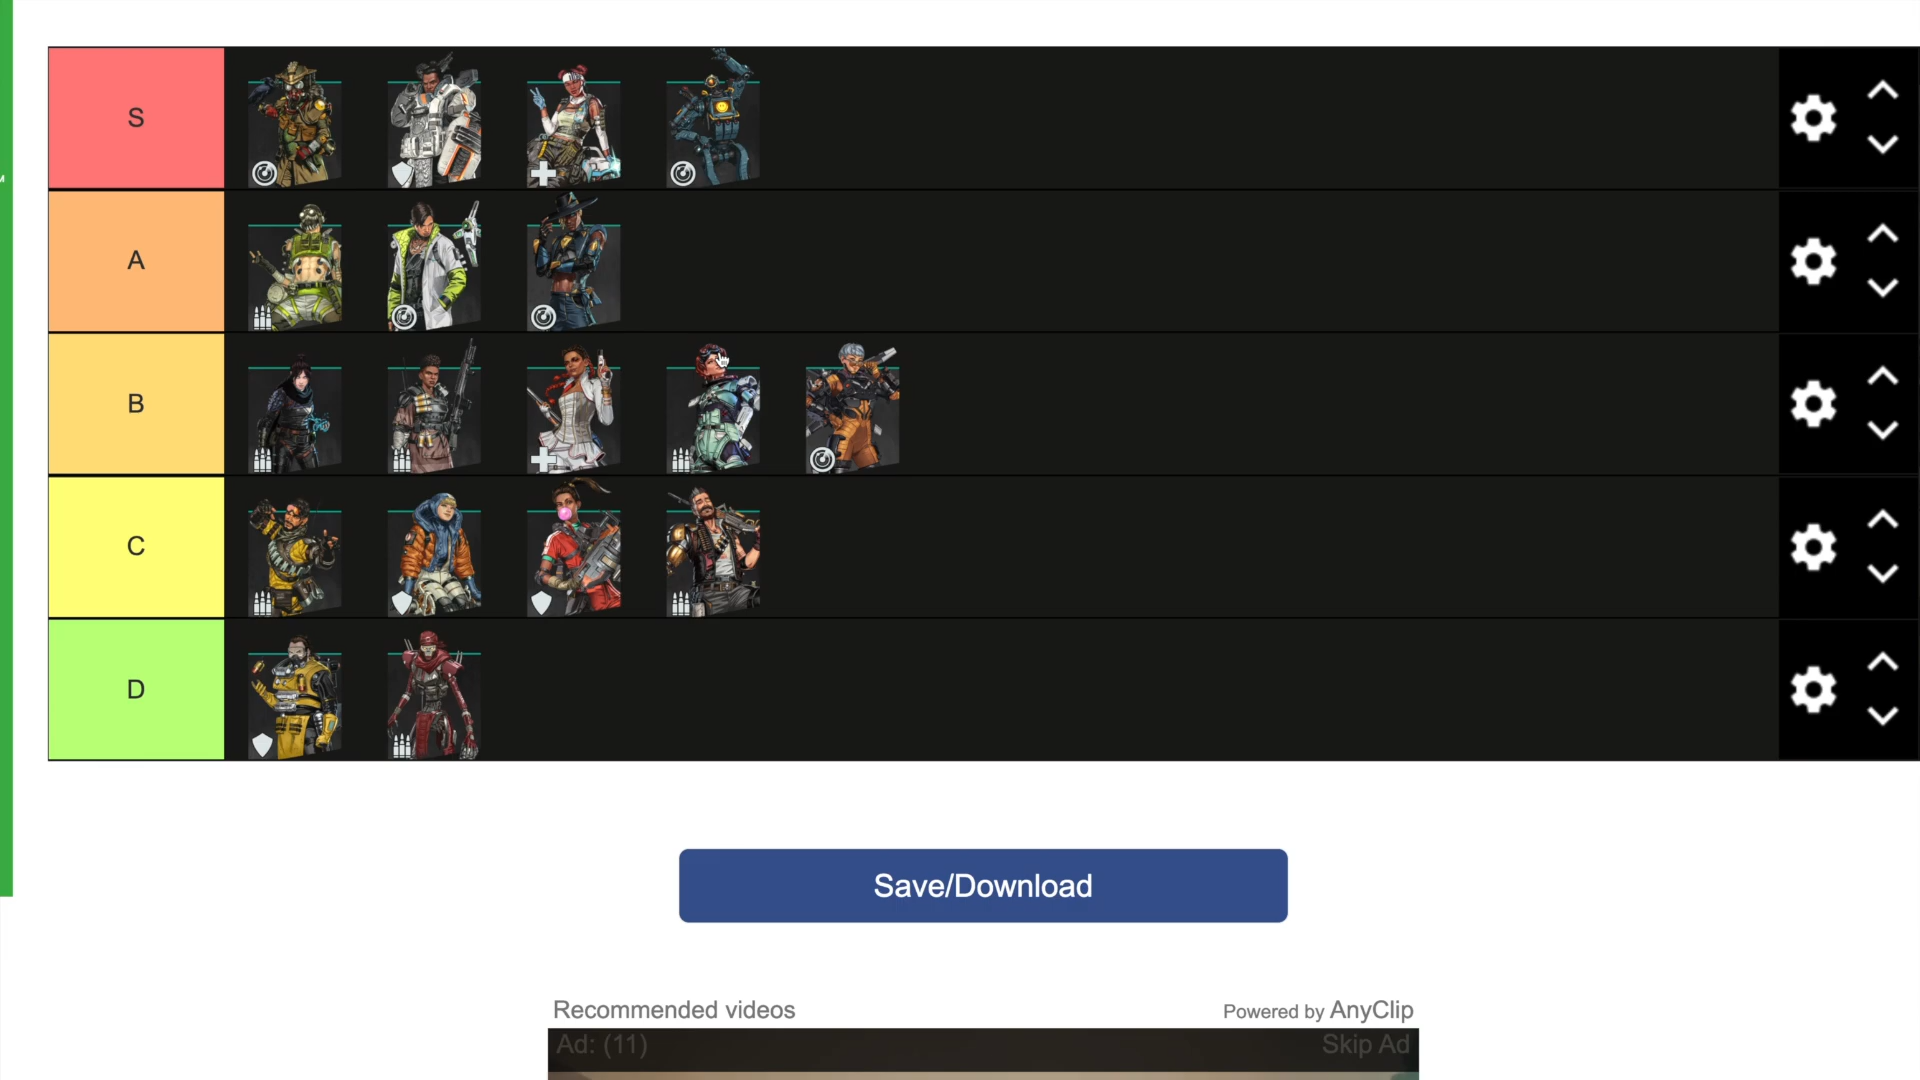 S
A
B
C
D
Save/Download
Recommended videos
Powered by AnyClip
Ad: (11)
Skip Ad